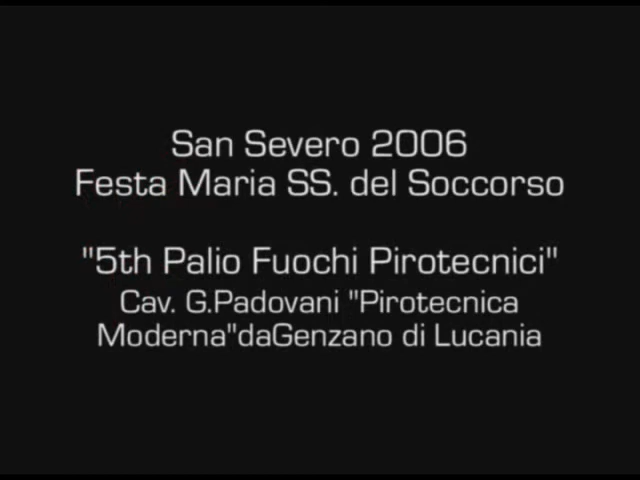 San Severo 2006
Festa Maria SS. del Soccorso
"5th Palio Fuochi Pirotecnici"
Cav. G.Padovani "Pirotecnica
Moderna"daGenzano di Lucania